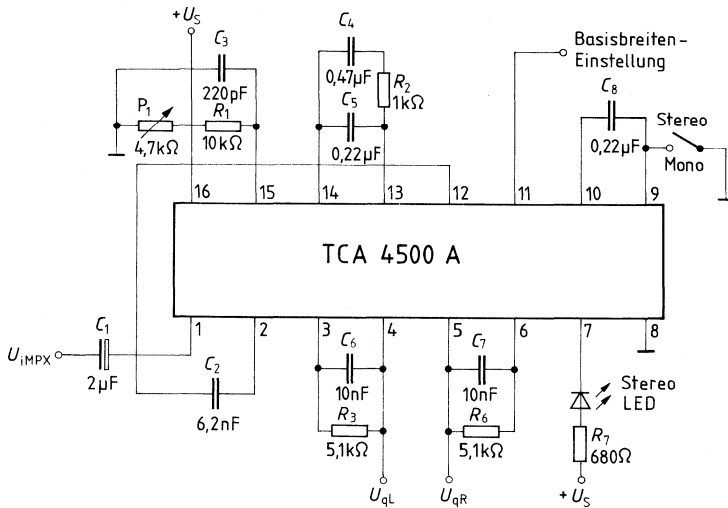 +U_S
C_3
220pF
P_1
4,7kΩ
R_1
10kΩ
C_4
0,47µF
R_2
1kΩ
C_5
0,22µF
Basisbreiten-
Einstellung
C_8
0,22µF
Stereo
Mono
16 15 14 13 12 11 10 9
TCA 4500 A
1 2 3 4 5 6 7 8
U_iMPX
C_1
2µF
C_2
6,2nF
C_6
10nF
R_3
5,1kΩ
C_7
10nF
R_6
5,1kΩ
Stereo
LED
R_7
680Ω
U_qL
U_qR
+U_S